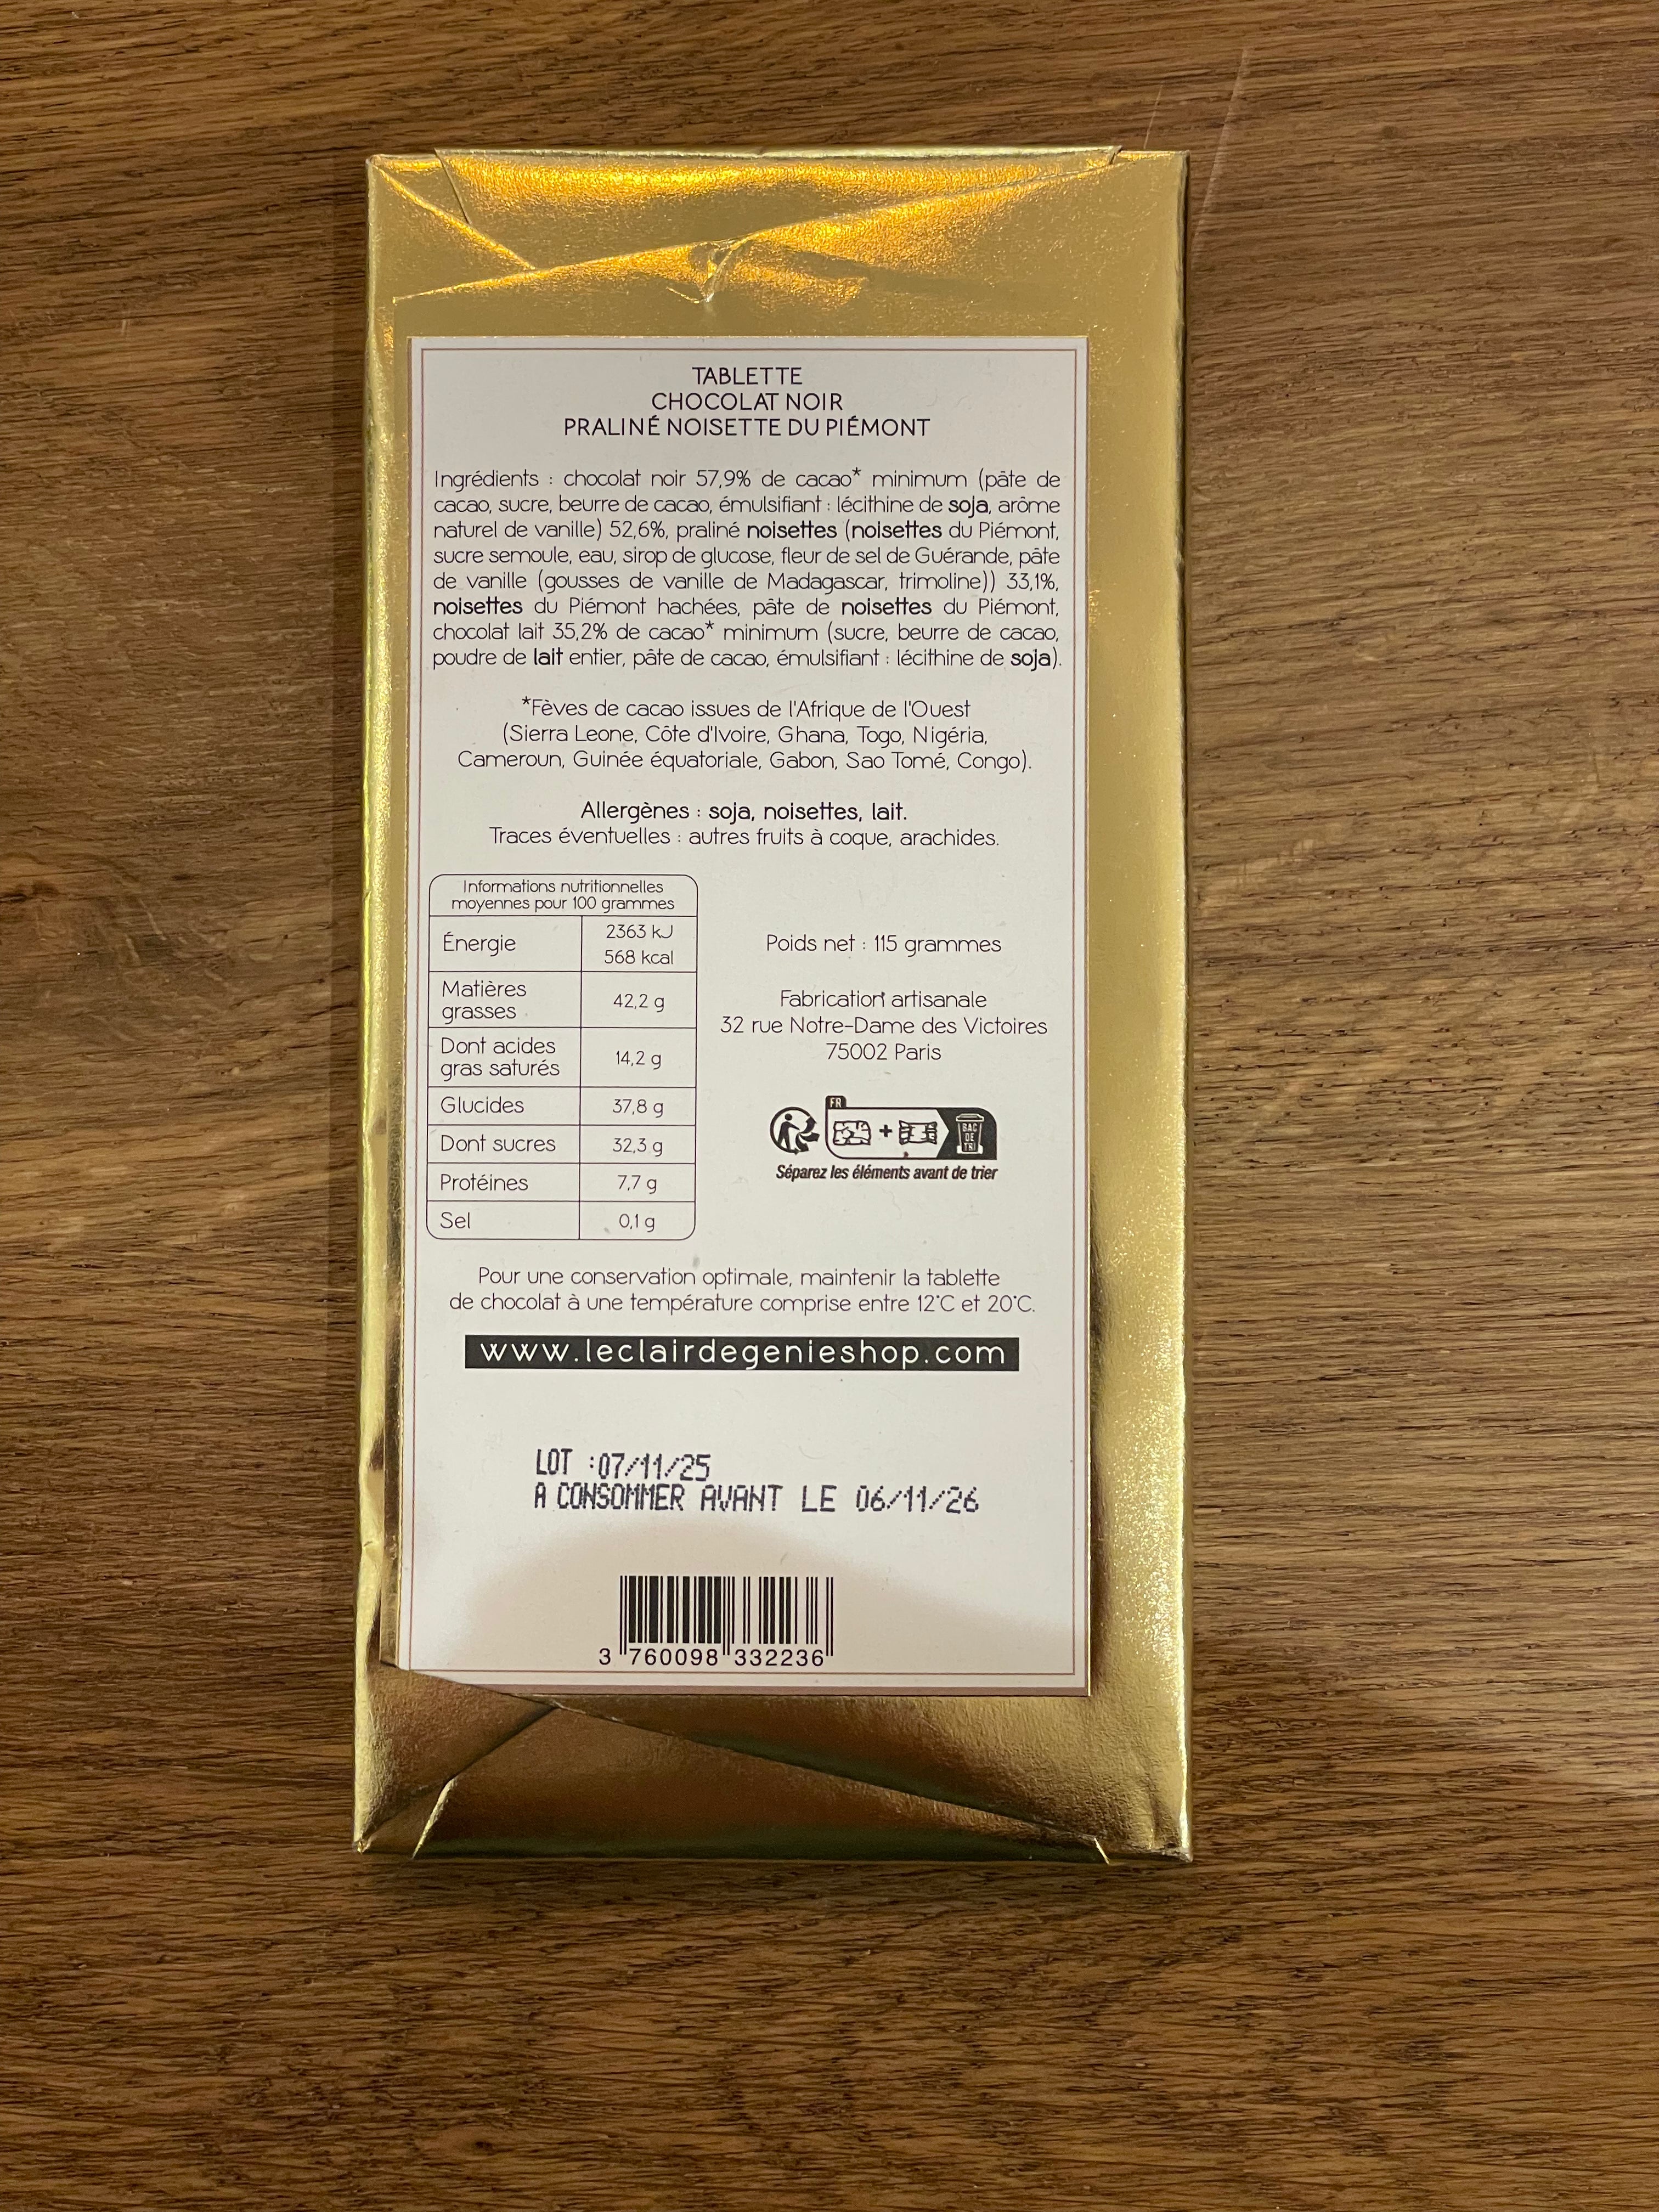 TABLETTE
CHOCOLAT NOIR
PRALINÉ NOISETTE DU PIÉMONT
Ingrédients : chocolat noir 57,9% de cacao* minimum (pâte de
cacao, sucre, beurre de cacao, émulsifiant : lécithine de soja, arôme
naturel de vanille) 52,6%, praliné noisettes (noisettes du Piémont,
sucre semoule, eau, sirop de glucose, fleur de sel de Guérande, pâte
de vanille (gousses de vanille de Madagascar, trimoline)) 33,1%,
noisettes du Piémont hachées, pâte de noisettes du Piémont,
chocolat lait 35,2% de cacao* minimum (sucre, beurre de cacao,
poudre de lait entier, pâte de cacao, émulsifiant : lécithine de soja).
*Fèves de cacao issues de l'Afrique de l'Ouest
(Sierra Leone, Côte d'Ivoire, Ghana, Togo, Nigéria,
Cameroun, Guinée équatoriale, Gabon, Sao Tomé, Congo).
Allergènes : soja, noisettes, lait.
Traces éventuelles : autres fruits à coque, arachides.
Informations nutritionnelles
moyennes pour 100 grammes
Énergie 2363 kJ
568 kcal
Matières
grasses 42,2 g
Dont acides
gras saturés 14,2 g
Glucides 37,8 g
Dont sucres 32,3 g
Protéines 7,7 g
Sel 0,1 g
Poids net : 115 grammes
Fabrication artisanale
32 rue Notre-Dame des Victoires
75002 Paris
FR
+
BAC
DE
TRI
Séparez les éléments avant de trier
Pour une conservation optimale, maintenir la tablette
de chocolat à une température comprise entre 12°C et 20°C.
www.leclairdegenieshop.com
LOT :07/11/25
A CONSOMMER AVANT LE 06/11/26
3 760098 332236